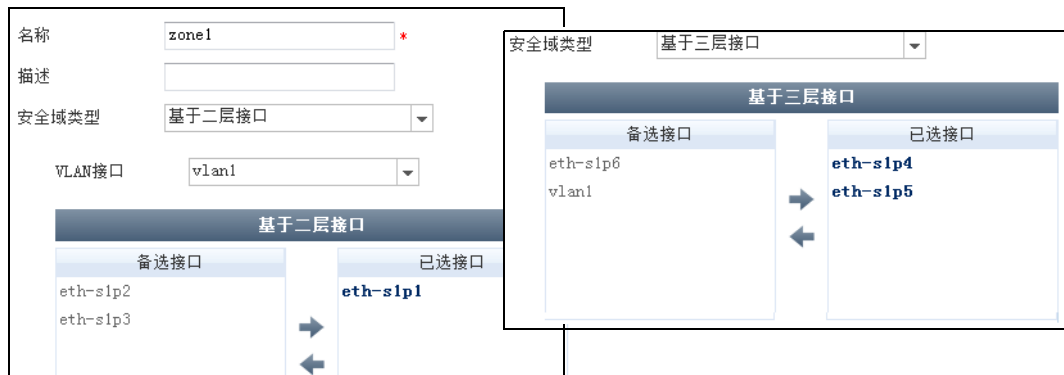 名称 zone1 *
描述
安全域类型 基于二层接口
VLAN接口 vlan1
基于二层接口
备选接口 已选接口
eth-s1p2 eth-s1p1
eth-s1p3
安全域类型 基于三层接口
基于三层接口
备选接口 已选接口
eth-s1p6 eth-s1p4
vlan1 eth-s1p5